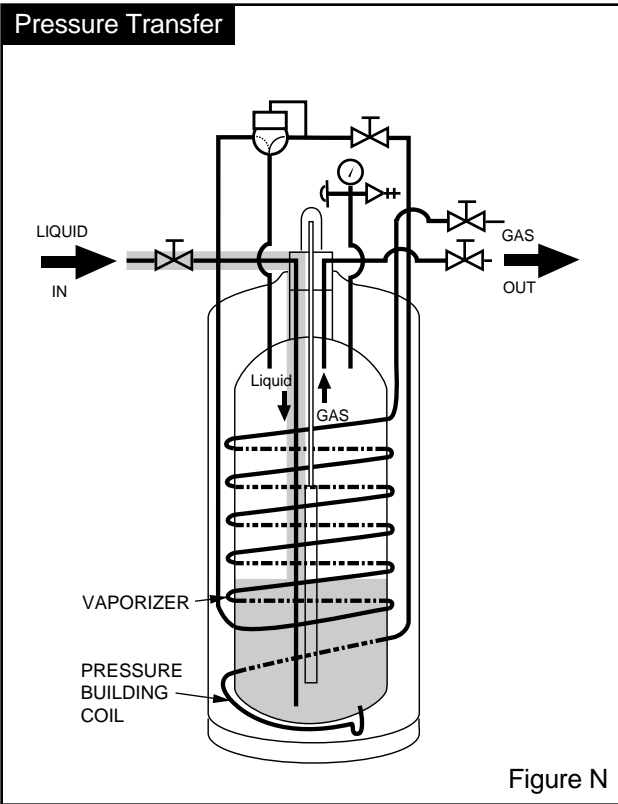 Pressure Transfer
LIQUID
IN
GAS
OUT
Liquid
GAS
VAPORIZER
PRESSURE
BUILDING
COIL
Figure N